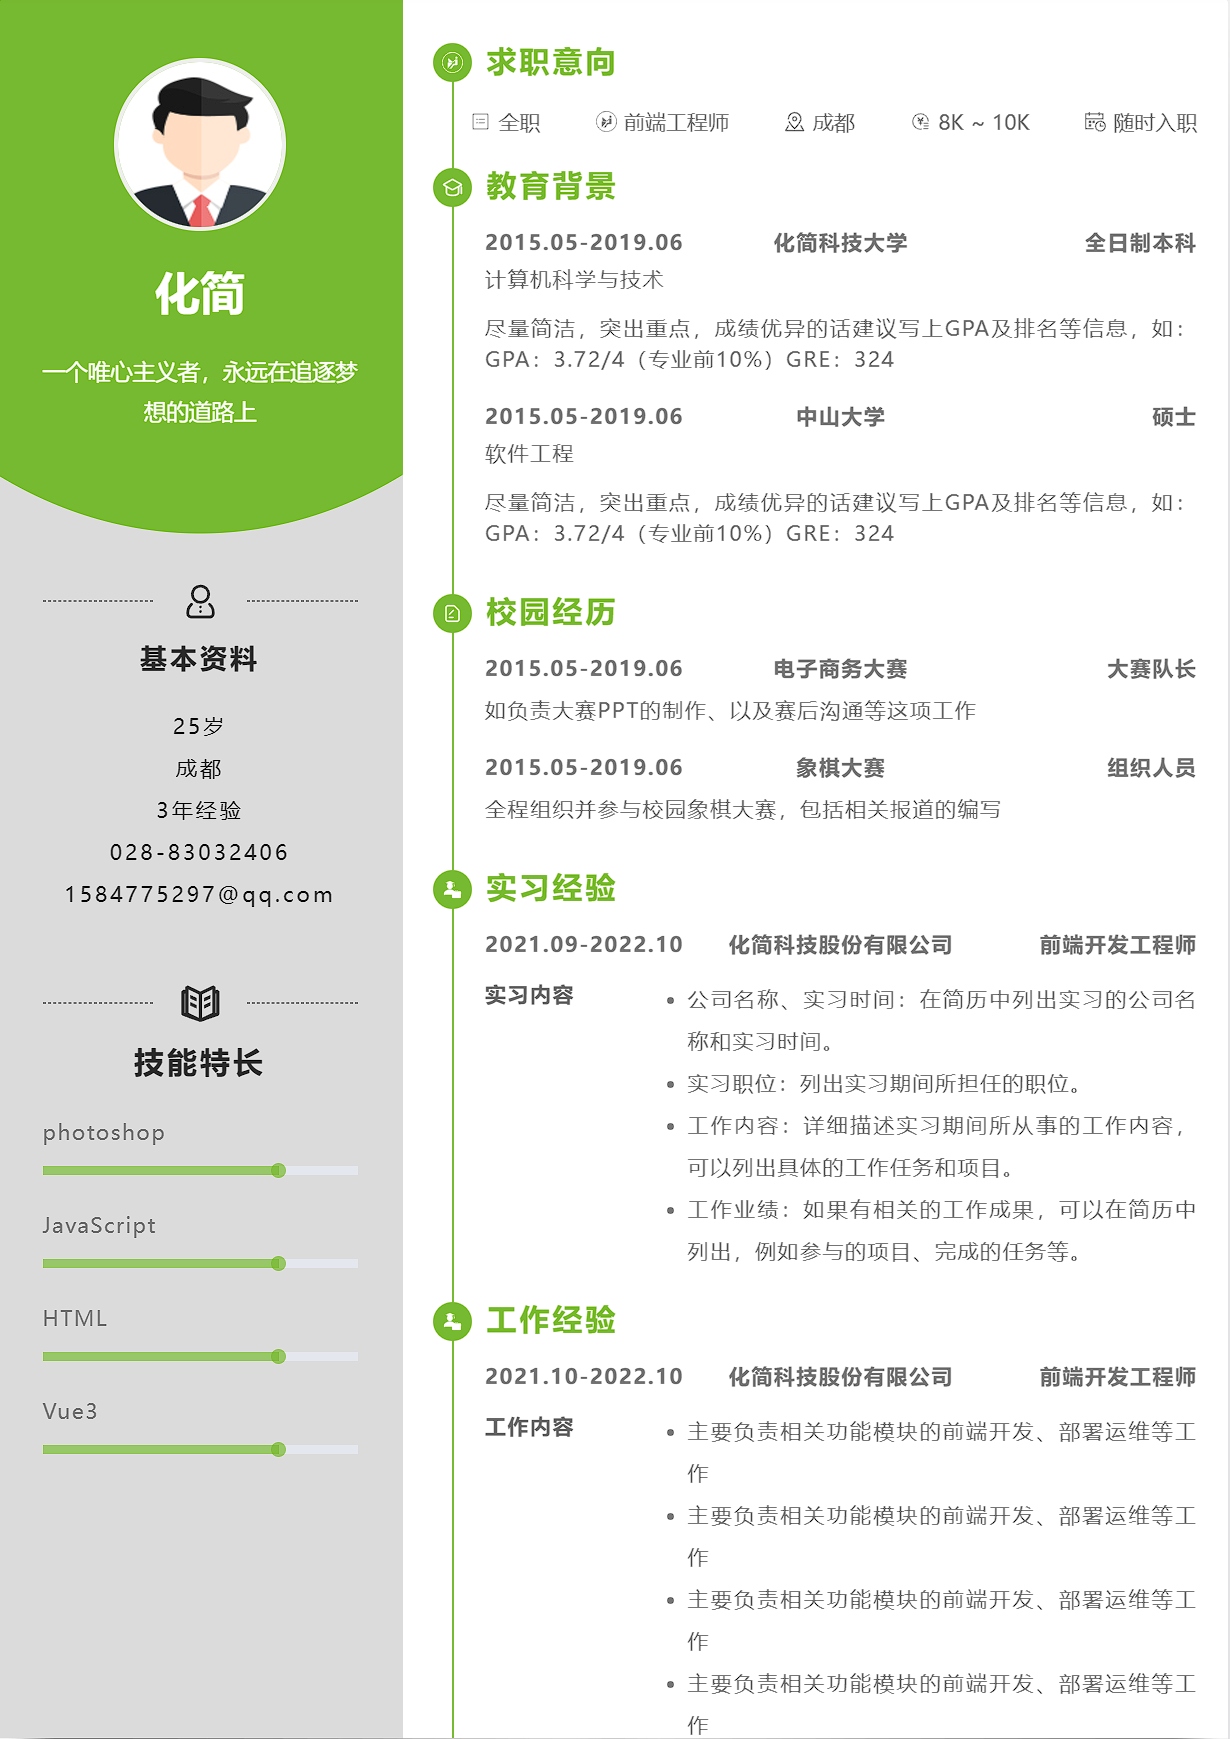 化简
一个唯心主义者，永远在追逐梦
想的道路上
基本资料
25岁
成都
3年经验
028-83032406
1584775297@qq.com
技能特长
photoshop
JavaScript
HTML
Vue3
求职意向
全职 前端工程师 成都 8K ~ 10K 随时入职
教育背景
2015.05-2019.06 化简科技大学 全日制本科
计算机科学与技术
尽量简洁，突出重点，成绩优异的话建议写上GPA及排名等信息，如：
GPA：3.72/4（专业前10%）GRE：324
2015.05-2019.06 中山大学 硕士
软件工程
尽量简洁，突出重点，成绩优异的话建议写上GPA及排名等信息，如：
GPA：3.72/4（专业前10%）GRE：324
校园经历
2015.05-2019.06 电子商务大赛 大赛队长
如负责大赛PPT的制作、以及赛后沟通等这项工作
2015.05-2019.06 象棋大赛 组织人员
全程组织并参与校园象棋大赛，包括相关报道的编写
实习经验
2021.09-2022.10 化简科技股份有限公司 前端开发工程师
实习内容
• 公司名称、实习时间：在简历中列出实习的公司名
称和实习时间。
• 实习职位：列出实习期间所担任的职位。
• 工作内容：详细描述实习期间所从事的工作内容，
可以列出具体的工作任务和项目。
• 工作业绩：如果有相关的工作成果，可以在简历中
列出，例如参与的项目、完成的任务等。
工作经验
2021.10-2022.10 化简科技股份有限公司 前端开发工程师
工作内容
• 主要负责相关功能模块的前端开发、部署运维等工
作
• 主要负责相关功能模块的前端开发、部署运维等工
作
• 主要负责相关功能模块的前端开发、部署运维等工
作
• 主要负责相关功能模块的前端开发、部署运维等工
作